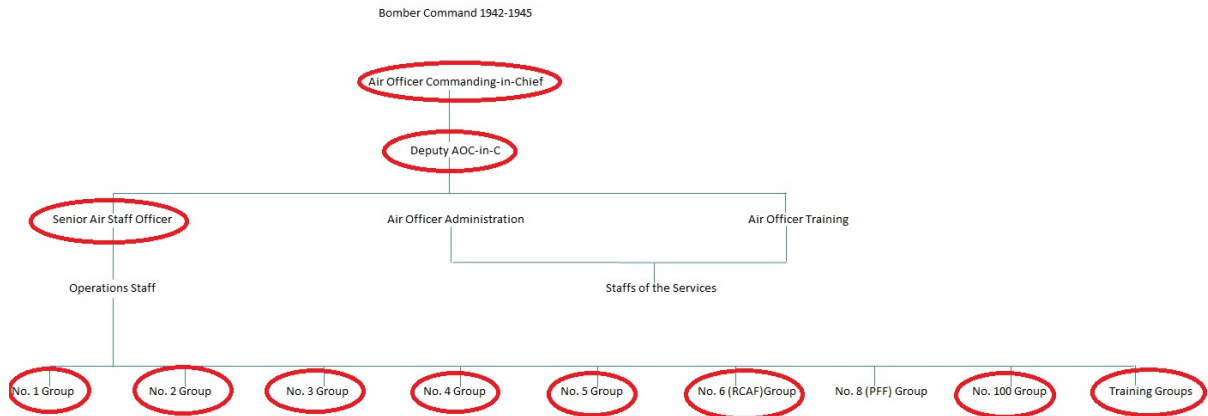 Bomber Command 1942-1945
Air Officer Commanding-in-Chief
Deputy AOC-in-C
Senior Air Staff Officer
Air Officer Administration
Air Officer Training
Operations Staff
Staffs of the Services
No. 1 Group
No. 2 Group
No. 3 Group
No. 4 Group
No. 5 Group
No. 6 (RCAF)Group
No. 8 (PFF) Group
No. 100 Group
Training Groups